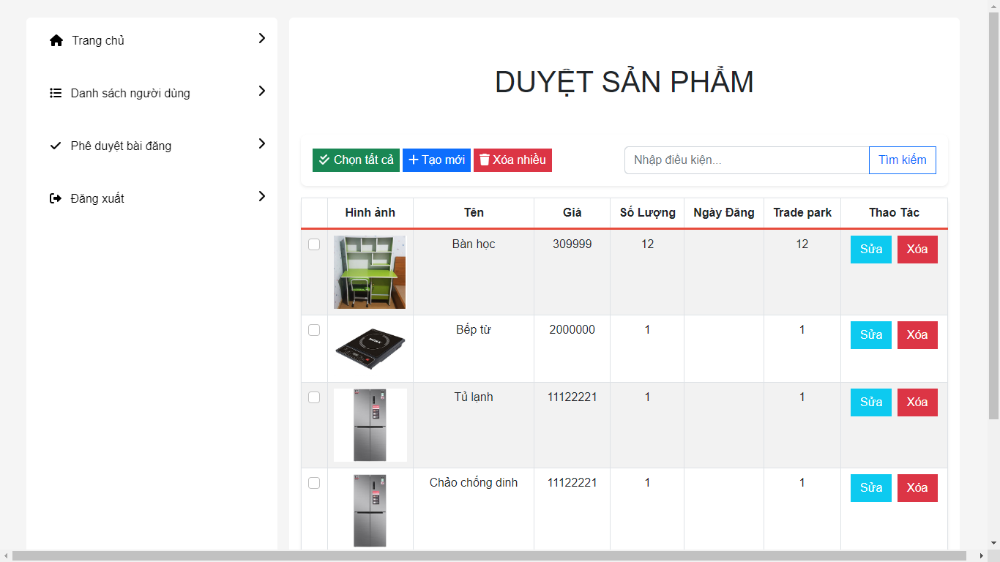 Trang chủ
Danh sách người dùng
Phê duyệt bài đăng
Đăng xuất
DUYỆT SẢN PHẨM
Chọn tất cả Tạo mới Xóa nhiều Nhập điều kiện... Tìm kiếm
Hình ảnh Tên Giá Số Lượng Ngày Đăng Trade park Thao Tác
Bàn học 309999 12 12 Sửa Xóa
Bếp từ 2000000 1 1 Sửa Xóa
Tủ lạnh 11122221 1 1 Sửa Xóa
Chảo chống dinh 11122221 1 1 Sửa Xóa